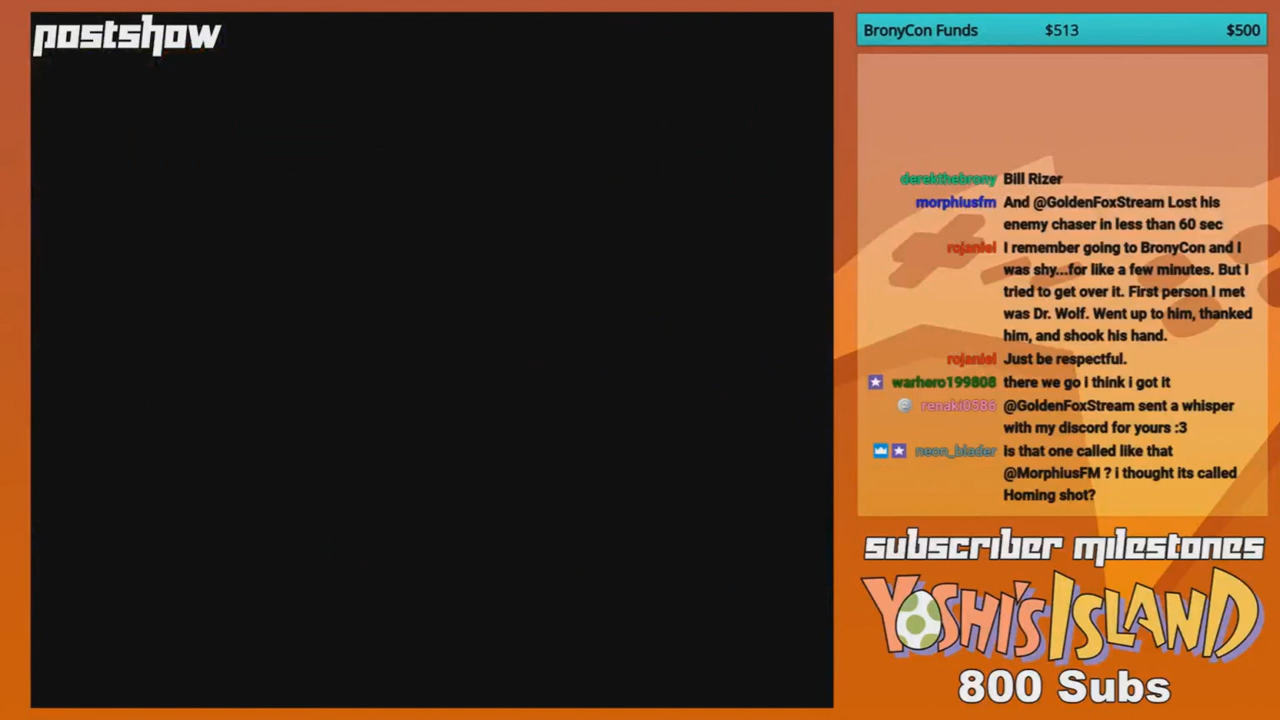 postshow
BronyCon Funds $513 $500
derekthebrony Bill Rizer
morphiusfm And @GoldenFoxStream Lost his
enemy chaser in less than 60 sec
rojaniel I remember going to BronyCon and I
was shy...for like a few minutes. But I
tried to get over it. First person I met
was Dr. Wolf. Went up to him, thanked
him, and shook his hand.
rojaniel Just be respectful.
warhero199808 there we go i think i got it
renaki0586 @GoldenFoxStream sent a whisper
with my discord for yours :3
neon_blader Is that one called like that
@MorphiusFM ? i thought its called
Homing shot?
subscriber milestones
YOSHI'S ISLAND
800 Subs